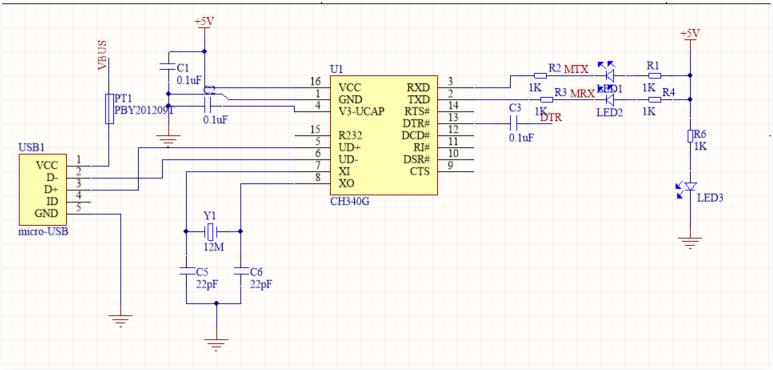 +5V
VBUS
C1
0.1uF
PT1
PBY201209T
0.1uF
U1
16 VCC RXD 3
1 GND TXD 2
4 V3-UCAP RTS# 14
DTR# 13
15 R232 DCD# 12
5 UD+ RI# 11
6 UD- DSR# 10
7 XI CTS 9
8 XO
CH340G
USB1
VCC 1
D- 2
D+ 3
ID 4
GND 5
micro-USB
Y1
12M
C5
22pF
C6
22pF
+5V
R2 MTX R1
1K LED1 1K
R3 MRX R4
1K LED2 1K
C3 DTR
0.1uF
R6
1K
LED3